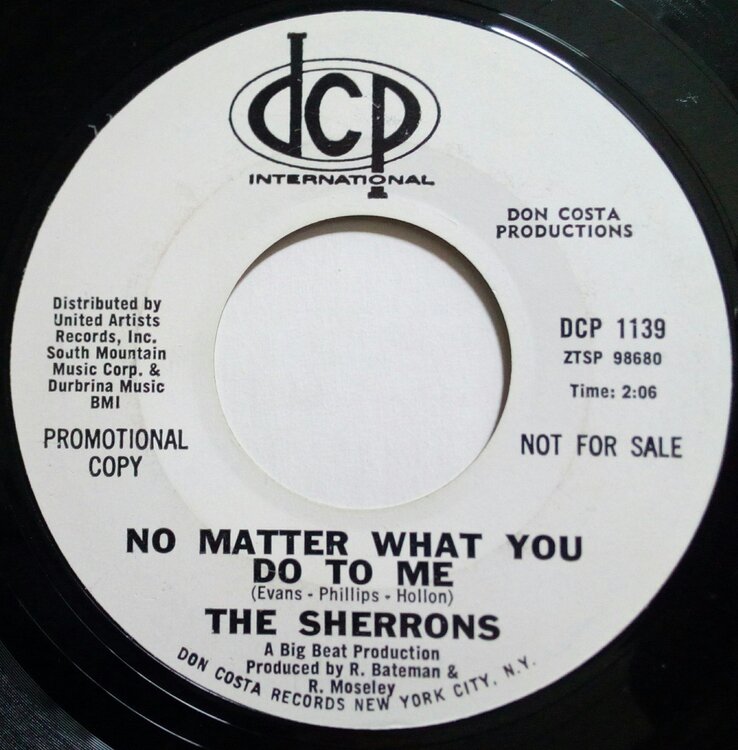 dcp
INTERNATIONAL
DON COSTA
PRODUCTIONS
Distributed by
United Artists
Records, Inc.
South Mountain
Music Corp. &
Durbrina Music
BMI
PROMOTIONAL
COPY
DCP 1139
ZTSP 98680
Time: 2:06
NOT FOR SALE
NO MATTER WHAT YOU
DO TO ME
(Evans - Phillips - Hollon)
THE SHERRONS
A Big Beat Production
Produced by R. Bateman &
R. Moseley
DON COSTA RECORDS NEW YORK CITY, N.Y.